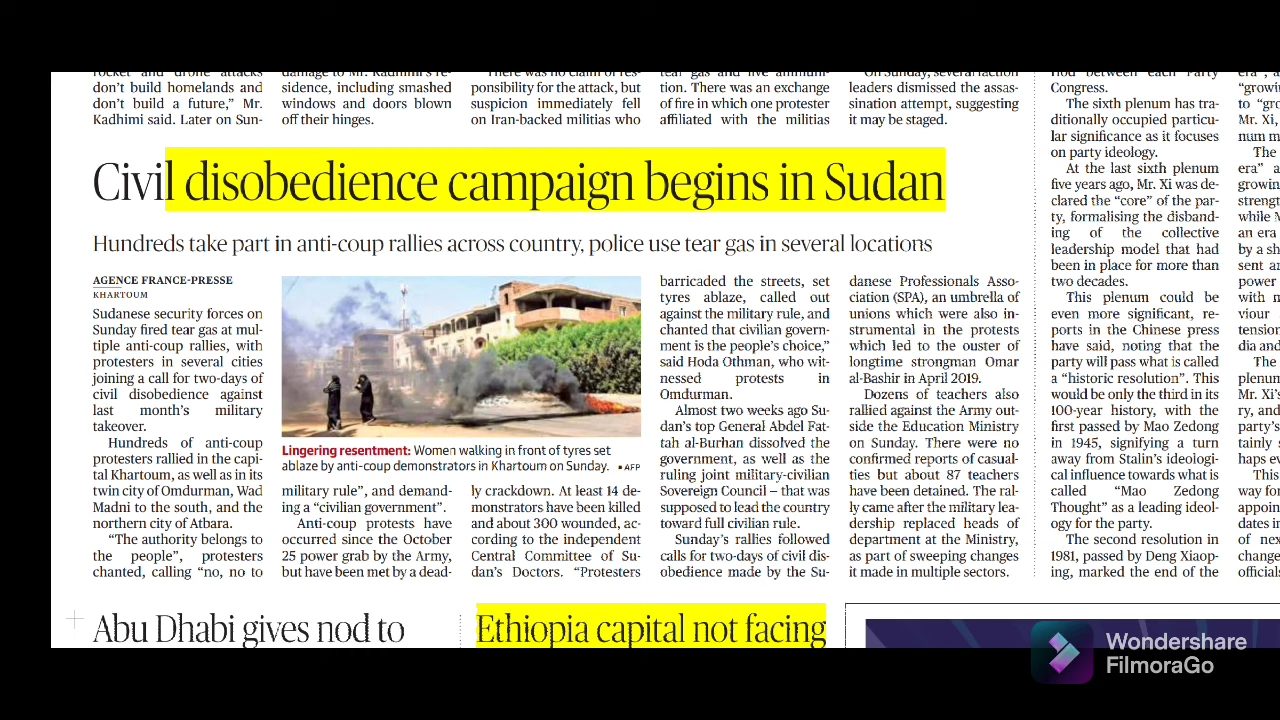 don't build homelands and
don't build a future," Mr.
Kadhimi said. Later on Sun-
damage to Mr. Kadhimi's re-
sidence, including smashed
windows and doors blown
off their hinges.
There was no claim of res-
ponsibility for the attack, but
suspicion immediately fell
on Iran-backed militias who
tear gas and live ammuni-
tion. There was an exchange
of fire in which one protester
affiliated with the militias
On Sunday, several faction
leaders dismissed the assas-
sination attempt, suggesting
it may be staged.
Civil disobedience campaign begins in Sudan
Hundreds take part in anti-coup rallies across country, police use tear gas in several locations
AGENCE FRANCE-PRESSE
KHARTOUM
Sudanese security forces on
Sunday fired tear gas at mul-
tiple anti-coup rallies, with
protesters in several cities
joining a call for two-days of
civil disobedience against
last month's military
takeover.
Hundreds of anti-coup
protesters rallied in the capi-
tal Khartoum, as well as in its
twin city of Omdurman, Wad
Madni to the south, and the
northern city of Atbara.
"The authority belongs to
the people", protesters
chanted, calling "no, no to
Lingering resentment: Women walking in front of tyres set
ablaze by anti-coup demonstrators in Khartoum on Sunday. ▪ AFP
military rule", and demand-
ing a "civilian government".
Anti-coup protests have
occurred since the October
25 power grab by the Army,
but have been met by a dead-
ly crackdown. At least 14 de-
monstrators have been killed
and about 300 wounded, ac-
cording to the independent
Central Committee of Su-
dan's Doctors. "Protesters
barricaded the streets, set
tyres ablaze, called out
against the military rule, and
chanted that civilian govern-
ment is the people's choice,"
said Hoda Othman, who wit-
nessed protests in
Omdurman.
Almost two weeks ago Su-
dan's top General Abdel Fat-
tah al-Burhan dissolved the
government, as well as the
ruling joint military-civilian
Sovereign Council – that was
supposed to lead the country
toward full civilian rule.
Sunday's rallies followed
calls for two-days of civil dis-
obedience made by the Su-
danese Professionals Asso-
ciation (SPA), an umbrella of
unions which were also in-
strumental in the protests
which led to the ouster of
longtime strongman Omar
al-Bashir in April 2019.
Dozens of teachers also
rallied against the Army out-
side the Education Ministry
on Sunday. There were no
confirmed reports of casual-
ties but about 87 teachers
have been detained. The ral-
ly came after the military lea-
dership replaced heads of
department at the Ministry,
as part of sweeping changes
it made in multiple sectors.
Congress.
The sixth plenum has tra-
ditionally occupied particu-
lar significance as it focuses
on party ideology.
At the last sixth plenum
five years ago, Mr. Xi was de-
clared the "core" of the par-
ty, formalising the disband-
ing of the collective
leadership model that had
been in place for more than
two decades.
This plenum could be
even more significant, re-
ports in the Chinese press
have said, noting that the
party will pass what is called
a "historic resolution". This
would be only the third in its
100-year history, with the
first passed by Mao Zedong
in 1945, signifying a turn
away from Stalin's ideologi-
cal influence towards what is
called "Mao Zedong
Thought" as a leading ideol-
ogy for the party.
The second resolution in
1981, passed by Deng Xiaop-
ing, marked the end of the
Abu Dhabi gives nod to
Ethiopia capital not facing
Wondershare
FilmoraGo